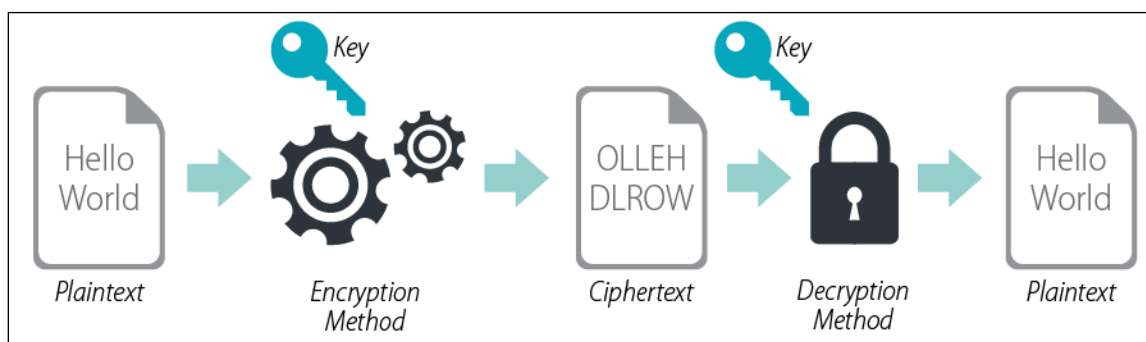 Key
Key
Hello
World
OLLEH
DLROW
Hello
World
Plaintext
Encryption
Method
Ciphertext
Decryption
Method
Plaintext